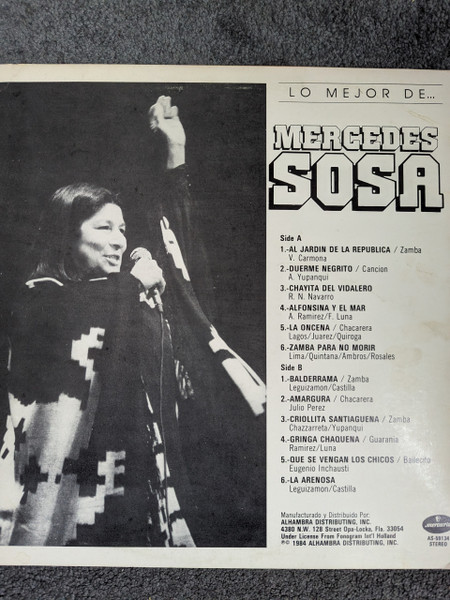 LO MEJOR DE...
MERCEDES
SOSA
Side A
1.-AL JARDIN DE LA REPUBLICA / Zamba
V. Carmona
2.-DUERME NEGRITO / Cancion
A. Yupanqui
3.-CHAYITA DEL VIDALERO
R. N. Navarro
4.-ALFONSINA Y EL MAR
A. Ramirez/F. Luna
5.-LA ONCENA / Chacarera
Lagos/Juarez/Quiroga
6.-ZAMBA PARA NO MORIR
Lima/Quintana/Ambros/Rosales
Side B
1.-BALDERRAMA / Zamba
Leguizamon/Castilla
2.-AMARGURA / Chacarera
Julio Perez
3.-CRIOLLITA SANTIAGUENA / Zamba
Chazzarreta/Yupanqui
4.-GRINGA CHAQUENA / Guarania
Ramirez/Luna
5.-QUE SE VENGAN LOS CHICOS / Bailecito
Eugenio Inchausti
6.-LA ARENOSA
Leguizamon/Castilla
Manufacturado y Distribuido Por:
ALHAMBRA DISTRIBUTING, INC.
4380 N.W. 128 Street Opa-Locka, Fla. 33054
Under License From Fonogram Int'l Holland
℗© 1984 ALHAMBRA DISTRIBUTING, INC.
mercurio
STEREO